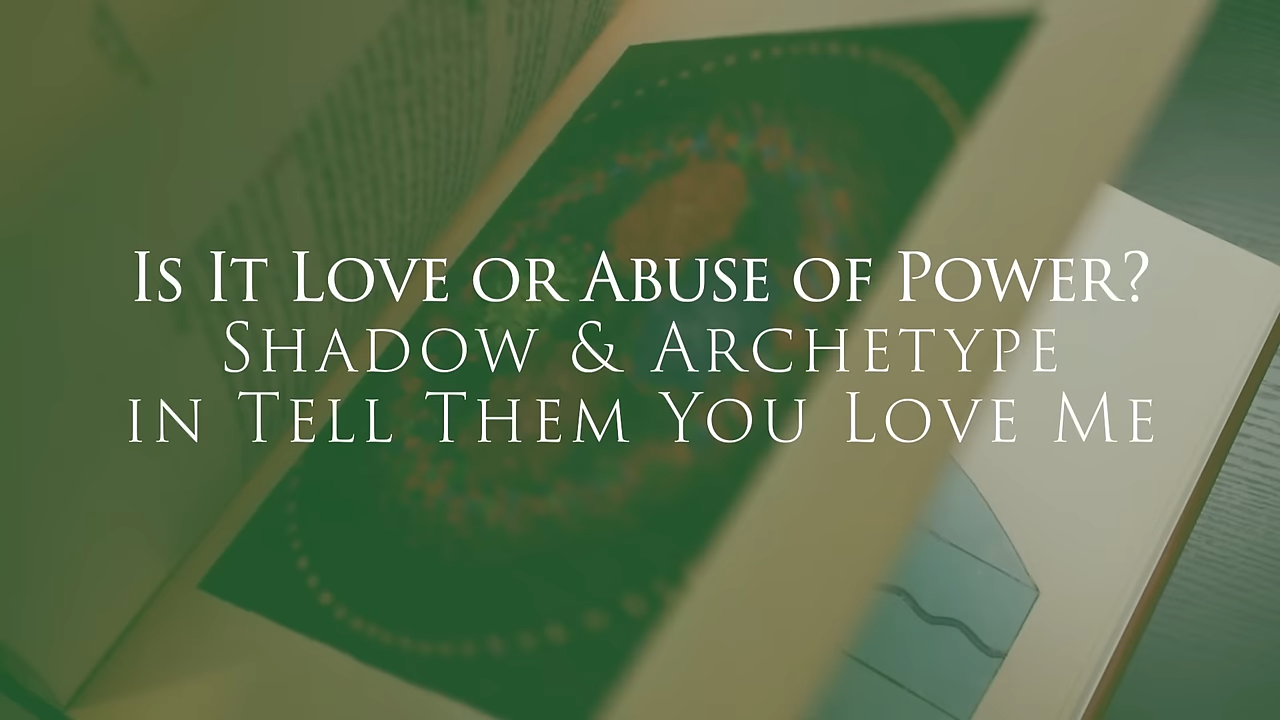 Is It Love or Abuse of Power?
Shadow & Archetype
in Tell Them You Love Me